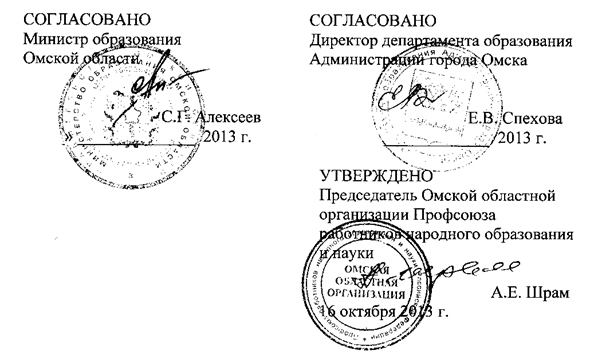 СОГЛАСОВАНО
Министр образования
Омской области
С.Г. Алексеев
» 2013 г.
СОГЛАСОВАНО
Директор департамента образования
Администраций города Омска
Е.В. Спехова
2013 г.
УТВЕРЖДЕНО
Председатель Омской областной
организации Профсоюза
работников народного образования
и науки
ОМСКАЯ
ОБЛАСТНАЯ
ОРГАНИЗАЦИЯ
А.Е. Шрам
16 октября 2013 г.